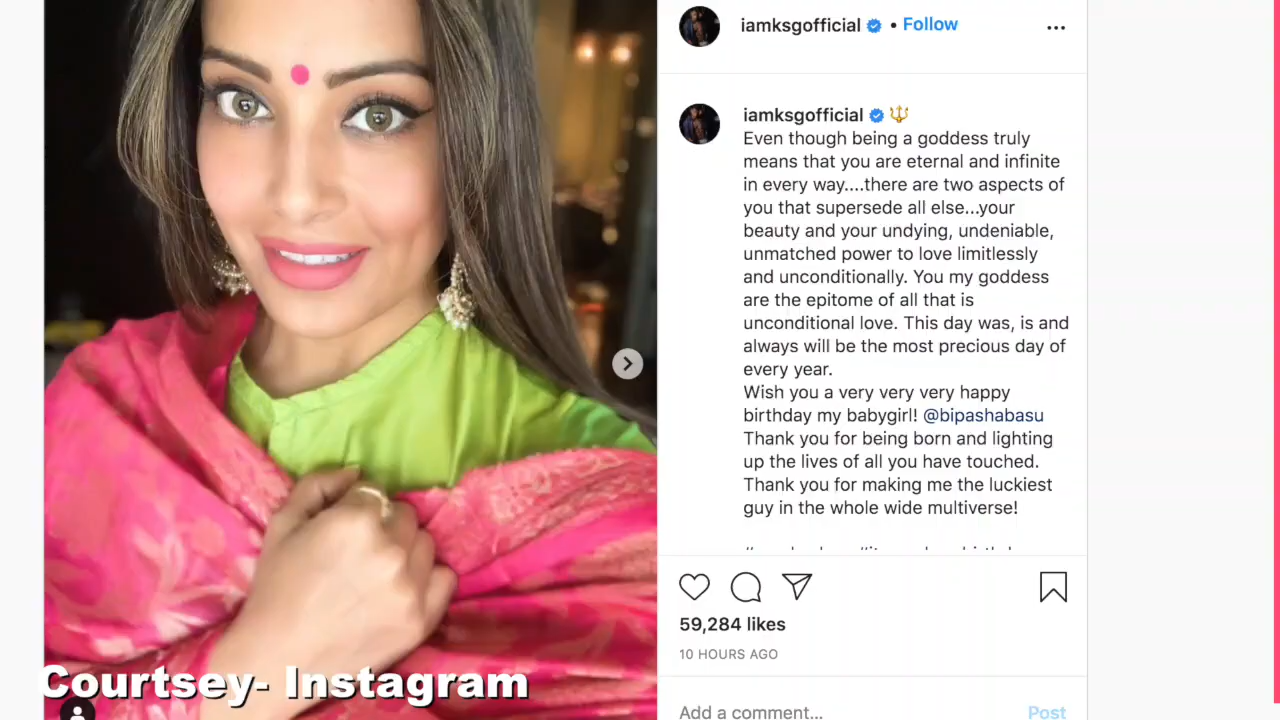 iamksgofficial • Follow
iamksgofficial
Even though being a goddess truly
means that you are eternal and infinite
in every way....there are two aspects of
you that supersede all else...your
beauty and your undying, undeniable,
unmatched power to love limitlessly
and unconditionally. You my goddess
are the epitome of all that is
unconditional love. This day was, is and
always will be the most precious day of
every year.
Wish you a very very very happy
birthday my babygirl! @bipashabasu
Thank you for being born and lighting
up the lives of all you have touched.
Thank you for making me the luckiest
guy in the whole wide multiverse!
59,284 likes
10 HOURS AGO
Add a comment... Post
Courtsey- Instagram